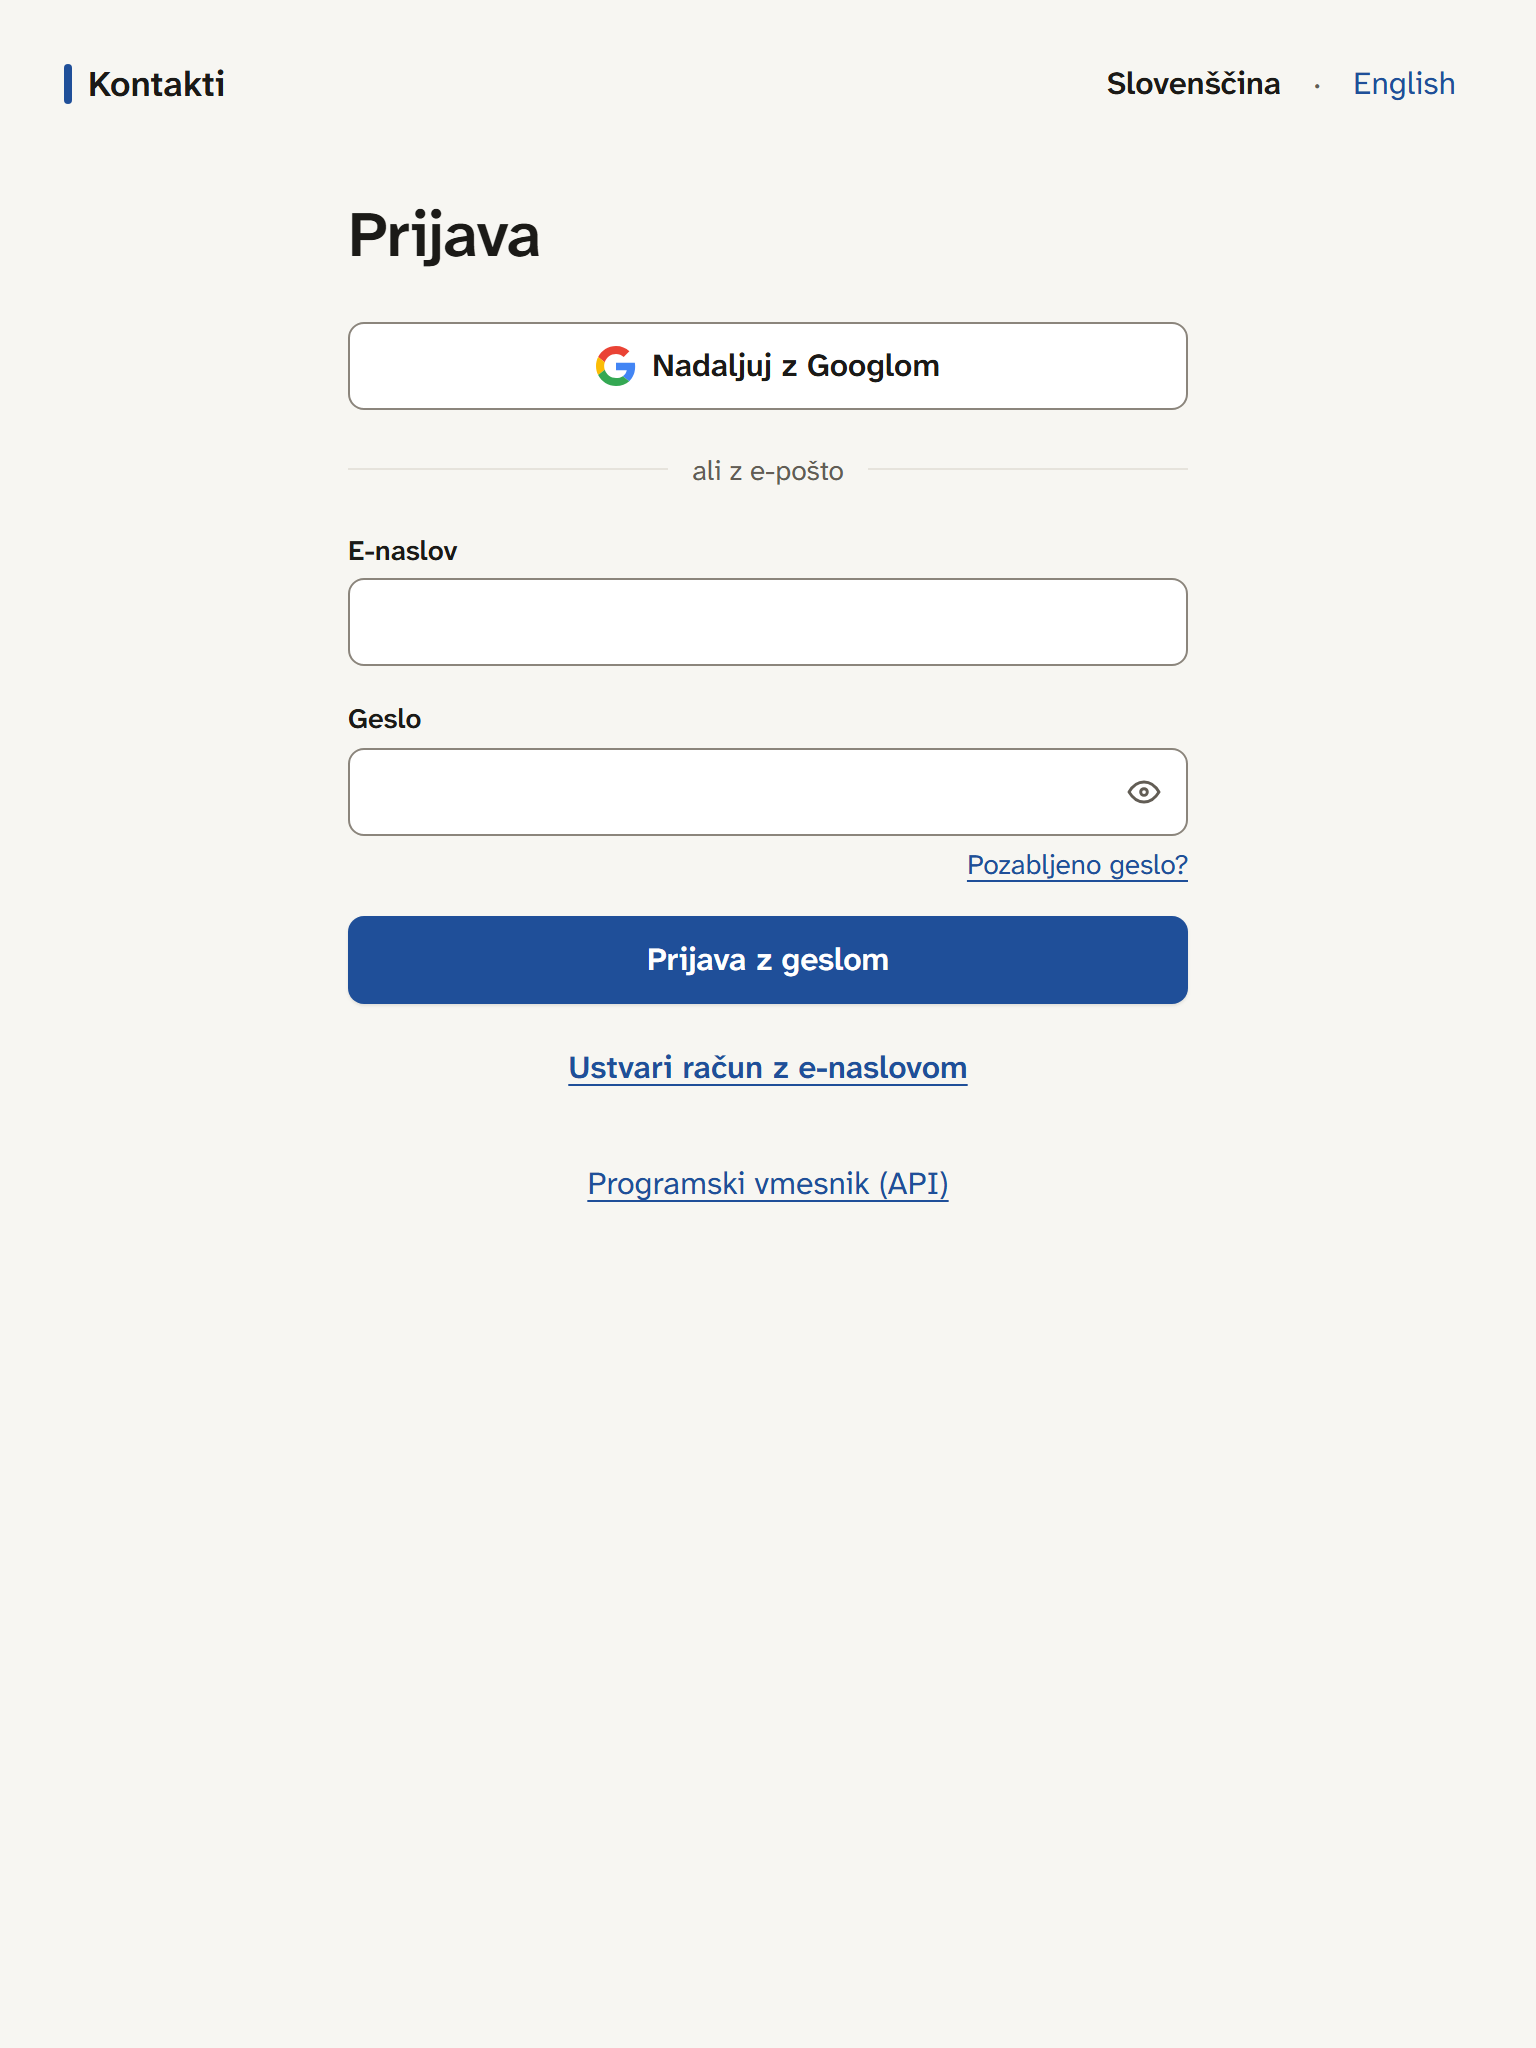 Kontakti
Slovenščina · English
Prijava
Nadaljuj z Googlom
ali z e-pošto
E-naslov
Geslo
Pozabljeno geslo?
Prijava z geslom
Ustvari račun z e-naslovom
Programski vmesnik (API)